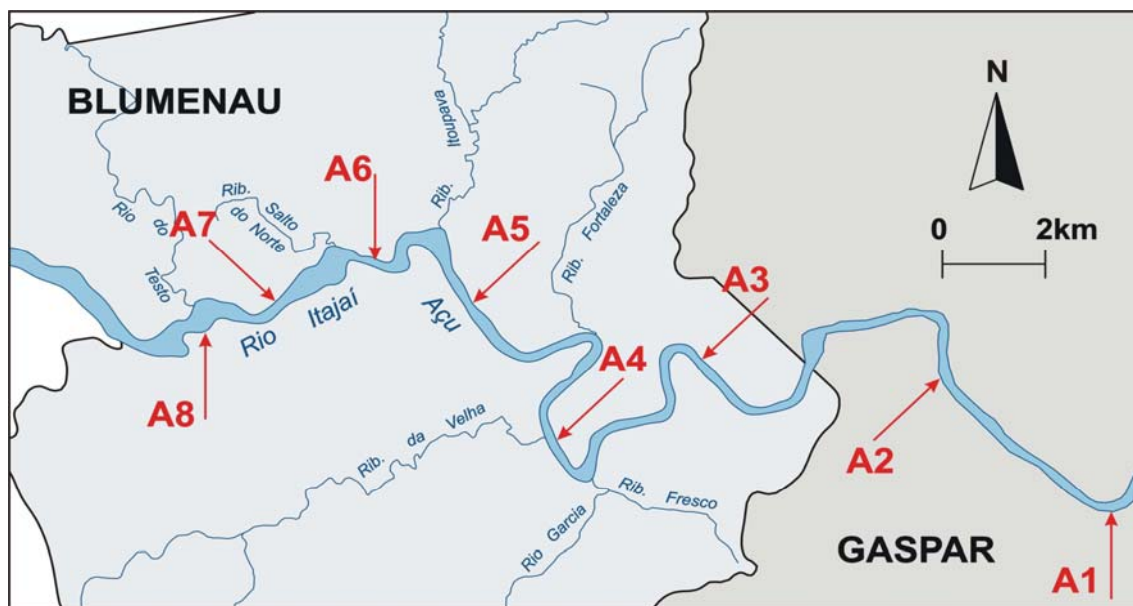 BLUMENAU
N
0 2km
Rib. Itoupava
Rib. Fortaleza
A6
A7
A5
Rio do Testo
Rib. Salto do Norte
A3
Rio Itajaí Açu
A4
A8
Rib. da Velha
A2
Rib. Fresco
Rio Garcia
GASPAR
A1